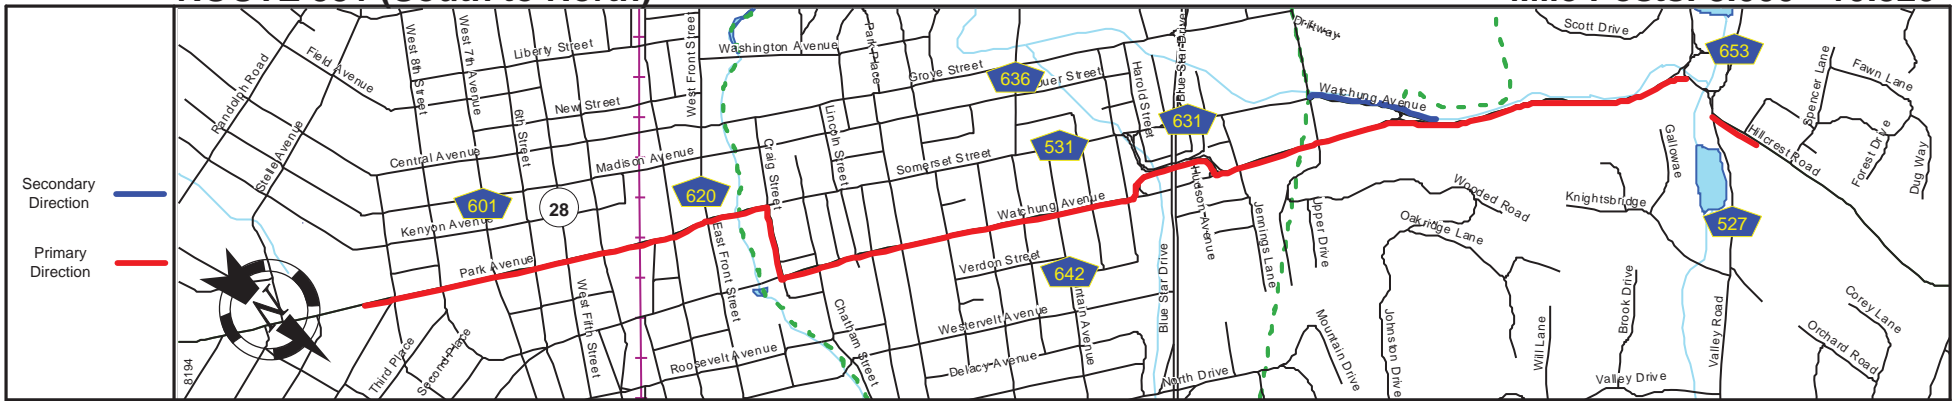 Secondary
Direction
Primary
Direction
8194
Randolph Road
Field Avenue
Stelle Avenue
West 8th Street
West 7th Avenue
Liberty Street
New Street
6th Street
Central Avenue
Madison Avenue
601
28
Kenyon Avenue
Park Avenue
Third Place
Second Place
West Fifth Street
Roosevelt Avenue
West Front Street
East Front Street
620
Washington Avenue
Park Place
Craig Street
Lincoln Street
Chatham Street
Grove Street
636
531
Somerset Street
Watchung Avenue
Verdon Street
642
Westervelt Avenue
Delacy Avenue
Harold Street
Blue Star Drive
631
Hudson Avenue
Blue Star Drive
North Drive
Jennings Lane
Upper Drive
Driftway
Watchung Avenue
Wooded Road
Oakridge Lane
Mountain Drive
Johnston Drive
Will Lane
Brook Drive
Valley Drive
Valley Road
Knightsbridge
Scott Drive
653
527
Spencer Lane
Fawn Lane
Hillcrest Road
Forest Drive
Dug Way
Corey Lane
Orchard Road